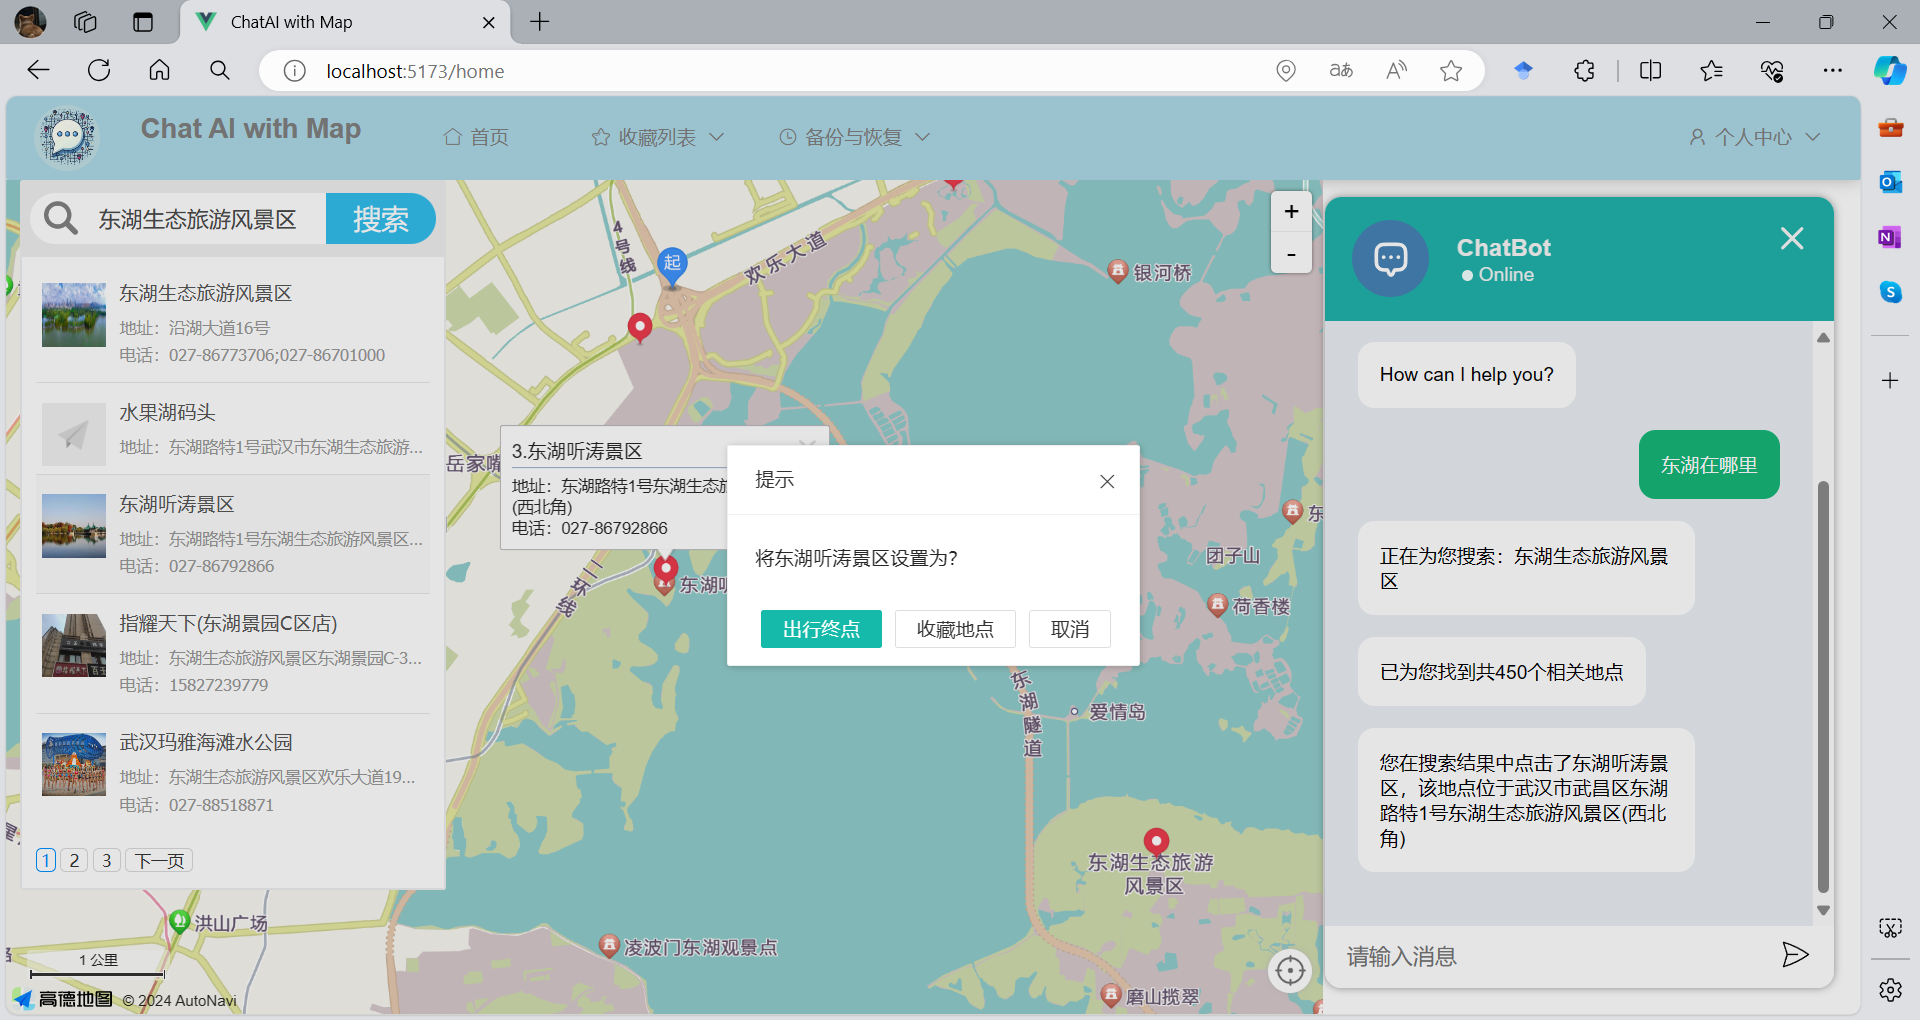 ChatAI with Map
localhost:5173/home
Chat AI with Map
首页
收藏列表
备份与恢复
个人中心
东湖生态旅游风景区
搜索
东湖生态旅游风景区
地址：沿湖大道16号
电话：027-86773706;027-86701000
水果湖码头
地址：东湖路特1号武汉市东湖生态旅游...
东湖听涛景区
地址：东湖路特1号东湖生态旅游风景区...
电话：027-86792866
指耀天下(东湖景园C区店)
地址：东湖生态旅游风景区东湖景园C-3...
电话：15827239779
武汉玛雅海滩水公园
地址：东湖生态旅游风景区欢乐大道19...
电话：027-88518871
1 2 3 下一页
4号线
起
欢乐大道
银河桥
+
-
岳家嘴
3.东湖听涛景区
地址：东湖路特1号东湖生态旅
(西北角)
电话：027-86792866
二环线
东湖听
提示
将东湖听涛景区设置为?
出行终点
收藏地点
取消
东
团子山
荷香楼
东湖隧道
爱情岛
东湖生态旅游
风景区
洪山广场
凌波门东湖观景点
磨山揽翠
1 公里
高德地图 © 2024 AutoNavi
ChatBot
Online
How can I help you?
东湖在哪里
正在为您搜索：东湖生态旅游风景
区
已为您找到共450个相关地点
您在搜索结果中点击了东湖听涛景
区，该地点位于武汉市武昌区东湖
路特1号东湖生态旅游风景区(西北
角)
请输入消息